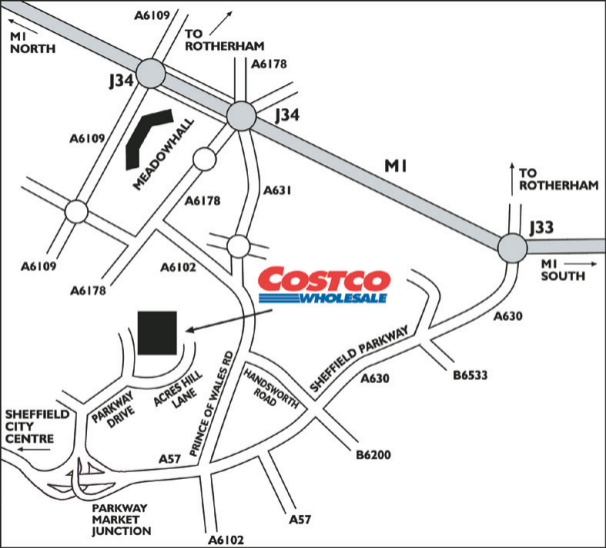 A6109
M1
NORTH
TO
ROTHERHAM
A6178
J34
J34
A6109
MEADOWHALL
M1
TO
ROTHERHAM
A6178
A631
J33
A6109
A6178
A6102
M1
SOUTH
COSTCO
WHOLESALE
A630
SHEFFIELD PARKWAY
A630
B6533
PRINCE OF WALES RD
HANDSWORTH
ROAD
ACRES HILL
LANE
PARKWAY
DRIVE
SHEFFIELD
CITY
CENTRE
B6200
A57
PARKWAY
MARKET
JUNCTION
A57
A6102